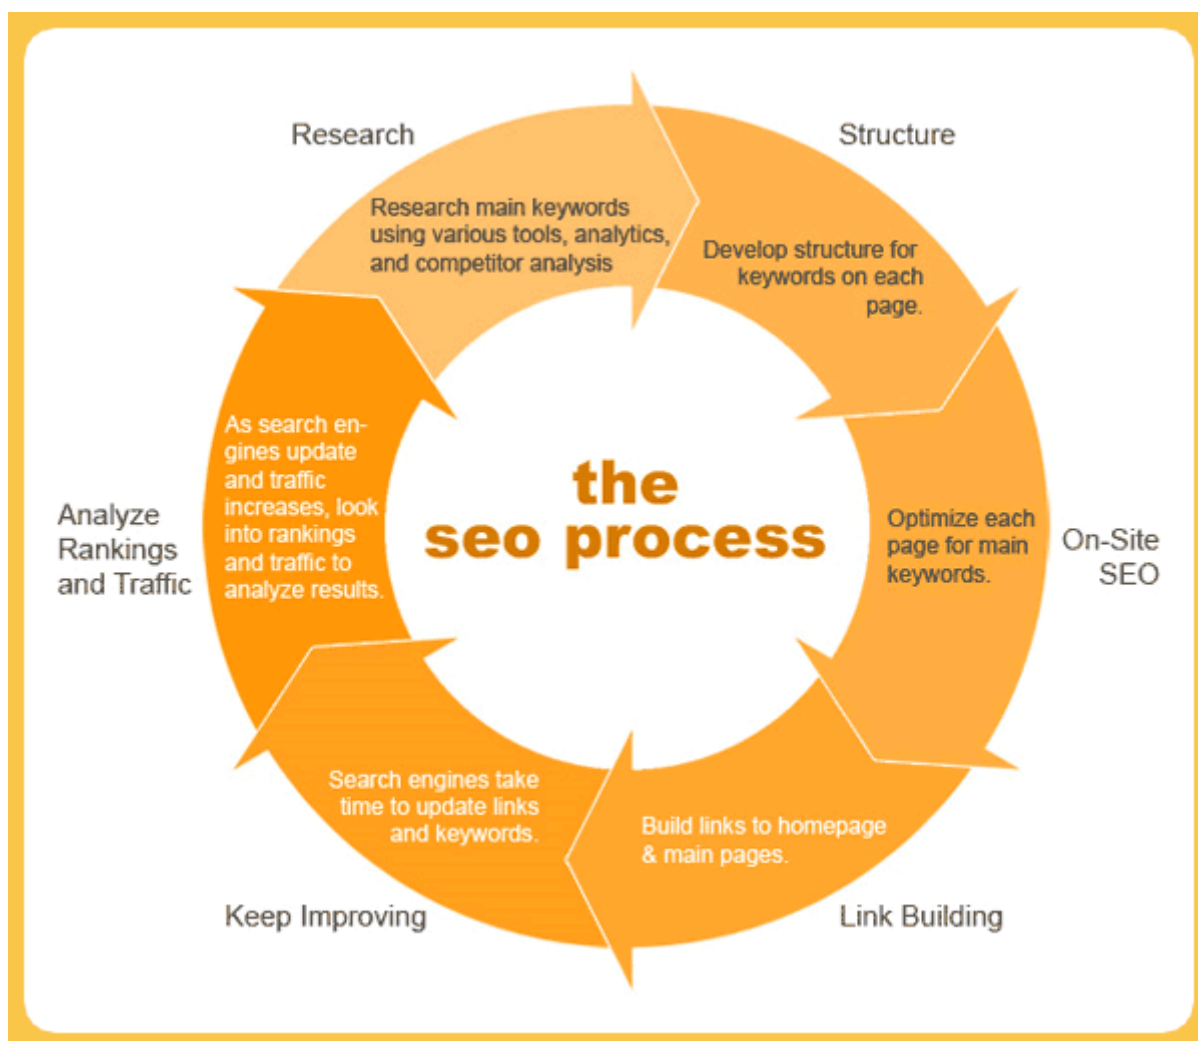 Research
Research main keywords
using various tools, analytics,
and competitor analysis
Structure
Develop structure for
keywords on each
page.
On-Site
SEO
Optimize each
page for main
keywords.
Link Building
Build links to homepage
& main pages.
Keep Improving
Search engines take
time to update links
and keywords.
Analyze
Rankings
and Traffic
As search en-
gines update
and traffic
increases, look
into rankings
and traffic to
analyze results.
the
seo process